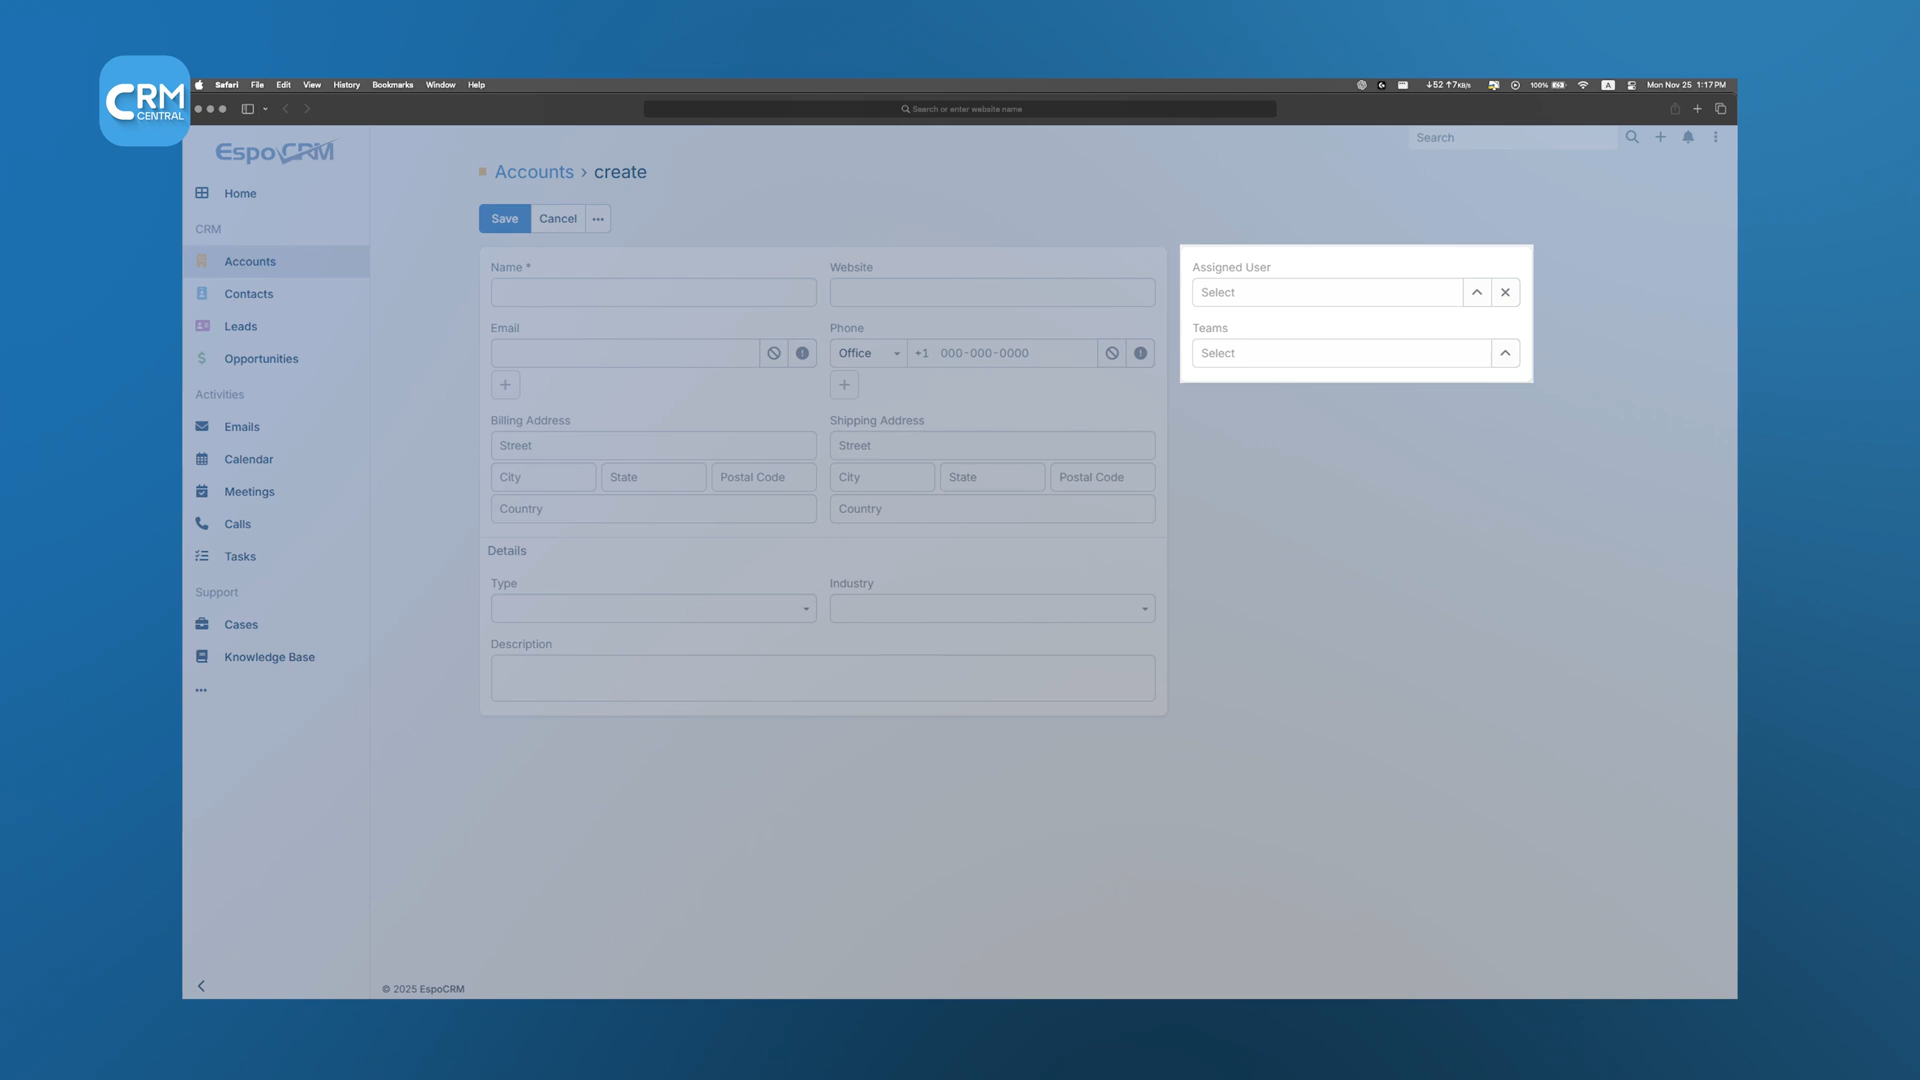 CRM
CENTRAL
Safari File Edit View History Bookmarks Window Help
↓52 ↑7 KB/s 100% A Mon Nov 25 1:17 PM
Search or enter website name
EspoCRM
Search
Home
CRM
Accounts
Contacts
Leads
Opportunities
Activities
Emails
Calendar
Meetings
Calls
Tasks
Support
Cases
Knowledge Base
Accounts › create
Save Cancel
Name * Website
Email Phone
Office +1 000-000-0000
Billing Address Shipping Address
Street Street
City State Postal Code City State Postal Code
Country Country
Details
Type Industry
Description
Assigned User
Select
Teams
Select
© 2025 EspoCRM